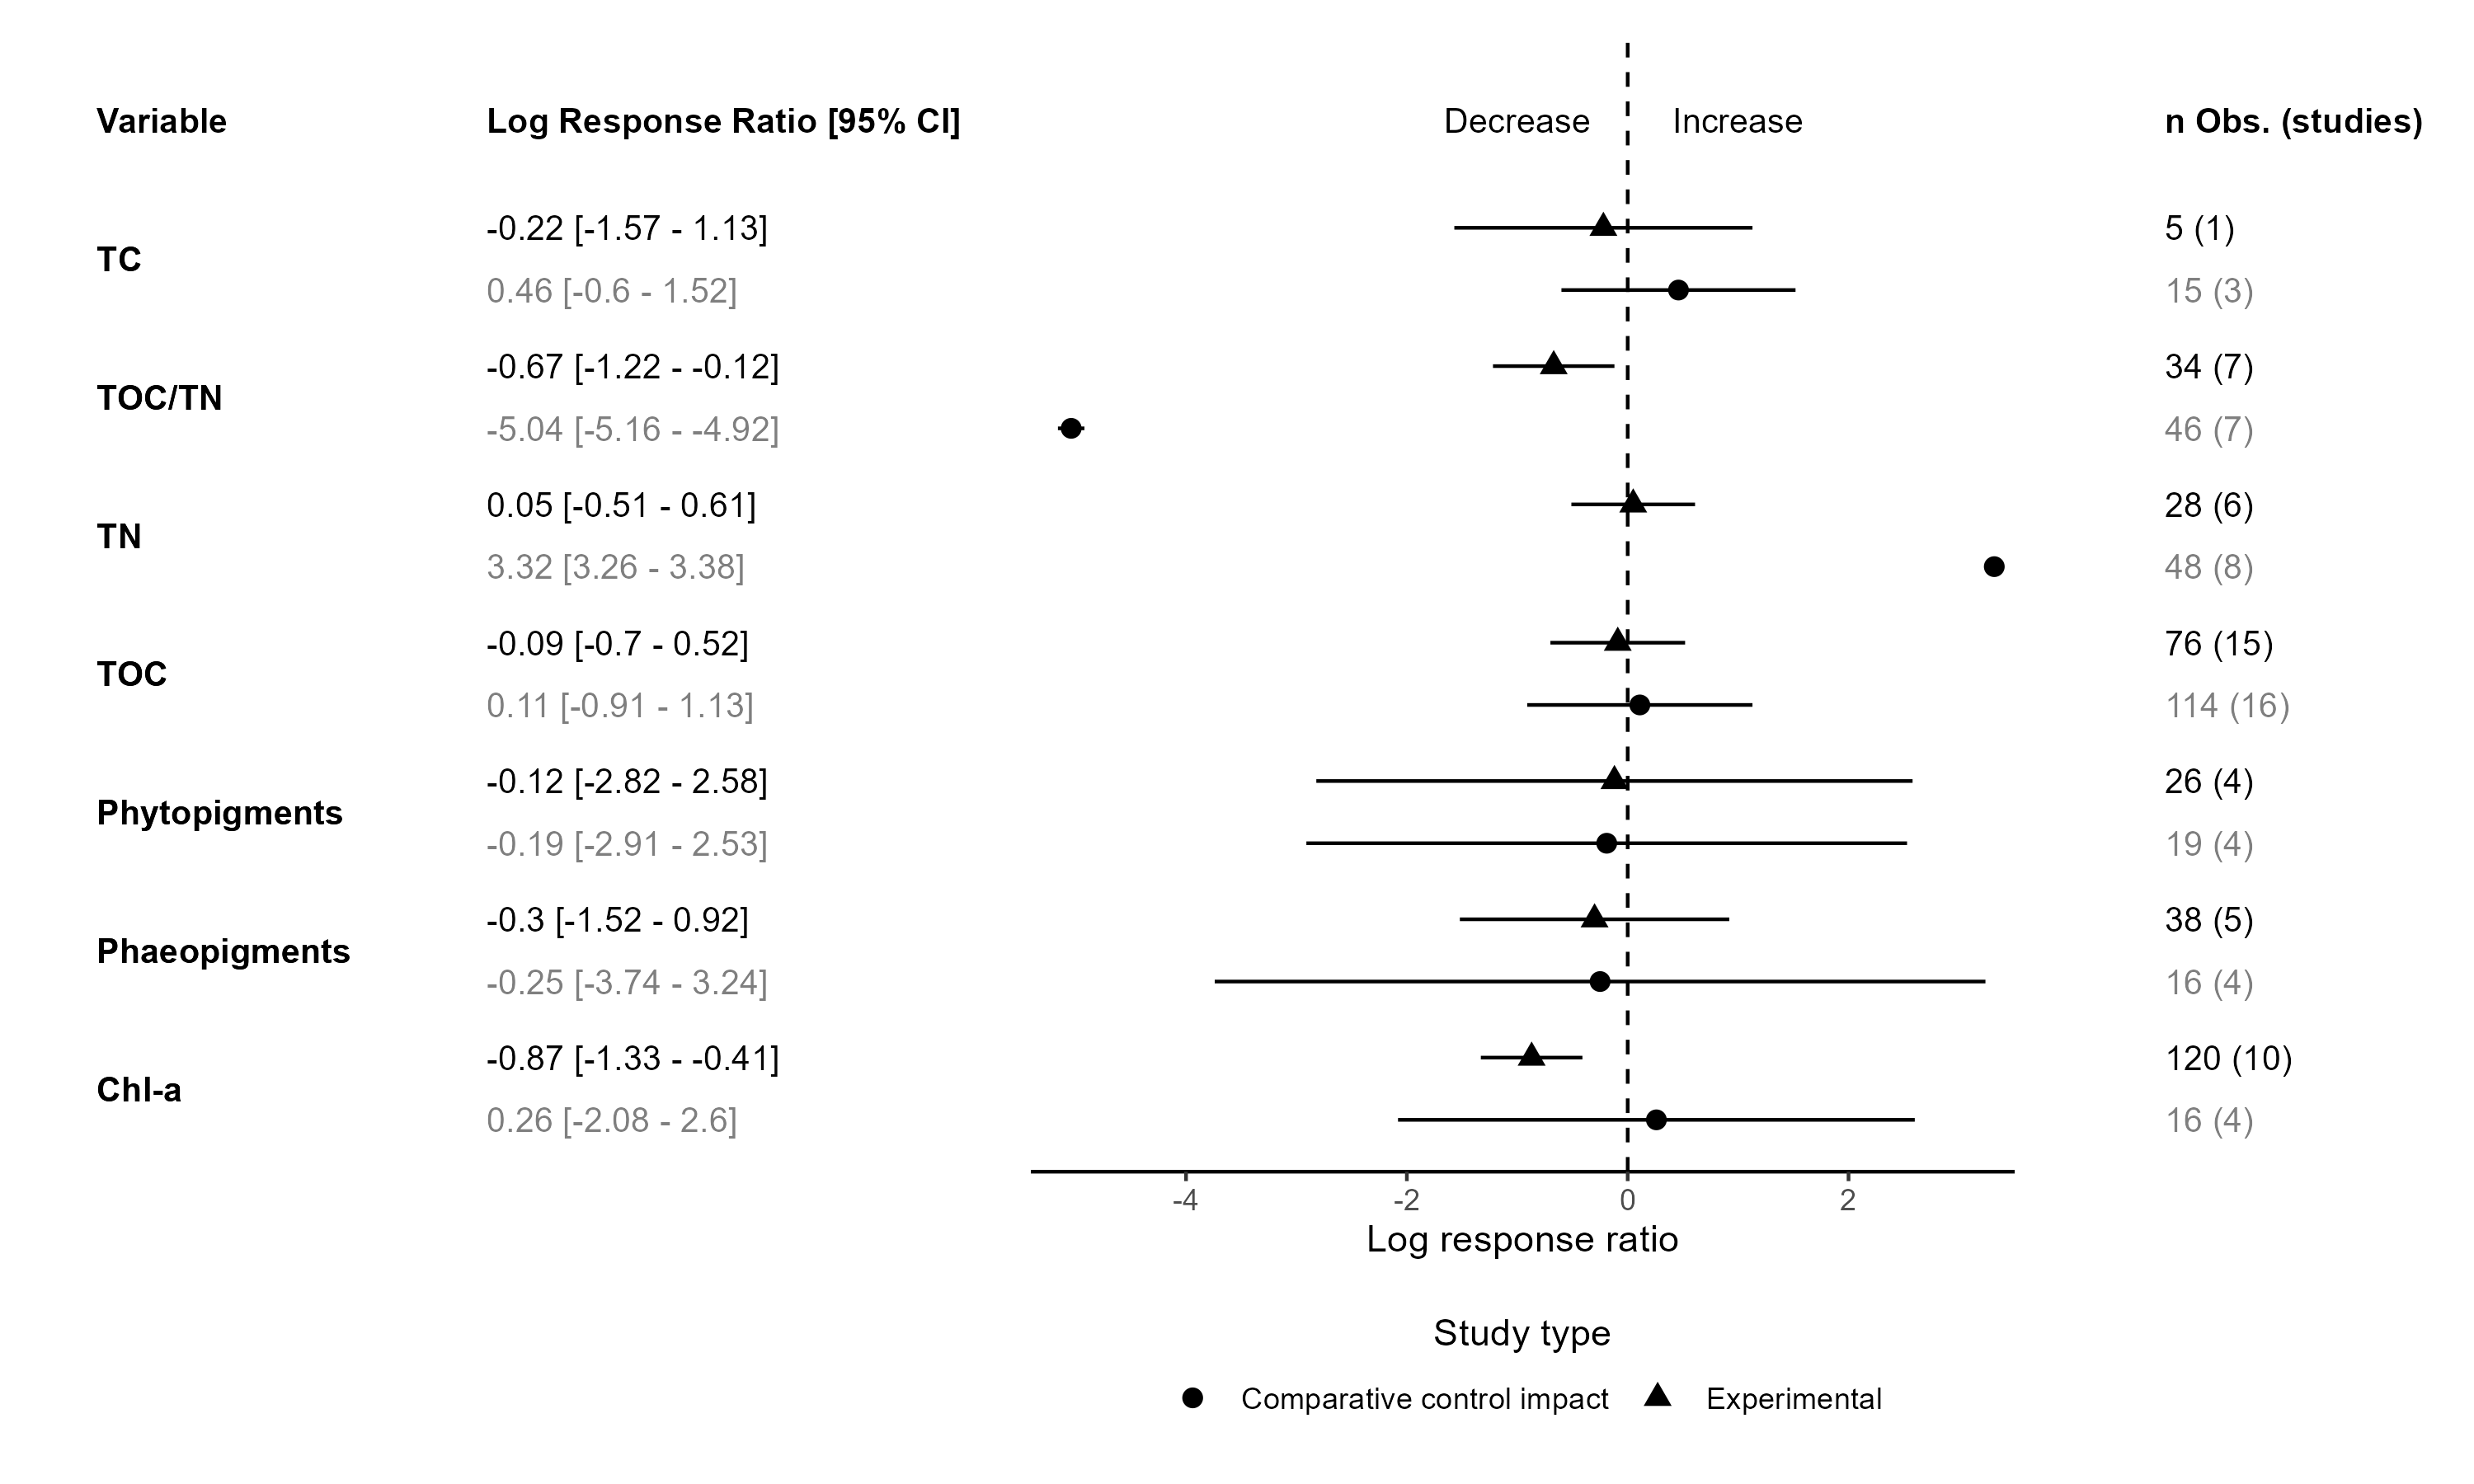 Variable Log Response Ratio [95% CI] Decrease Increase n Obs. (studies)
-0.22 [-1.57 - 1.13] 5 (1)
TC
0.46 [-0.6 - 1.52] 15 (3)
-0.67 [-1.22 - -0.12] 34 (7)
TOC/TN
-5.04 [-5.16 - -4.92] 46 (7)
0.05 [-0.51 - 0.61] 28 (6)
TN
3.32 [3.26 - 3.38] 48 (8)
-0.09 [-0.7 - 0.52] 76 (15)
TOC
0.11 [-0.91 - 1.13] 114 (16)
-0.12 [-2.82 - 2.58] 26 (4)
Phytopigments
-0.19 [-2.91 - 2.53] 19 (4)
-0.3 [-1.52 - 0.92] 38 (5)
Phaeopigments
-0.25 [-3.74 - 3.24] 16 (4)
-0.87 [-1.33 - -0.41] 120 (10)
Chl-a
0.26 [-2.08 - 2.6] 16 (4)
-4 -2 0 2
Log response ratio
Study type
Comparative control impact Experimental